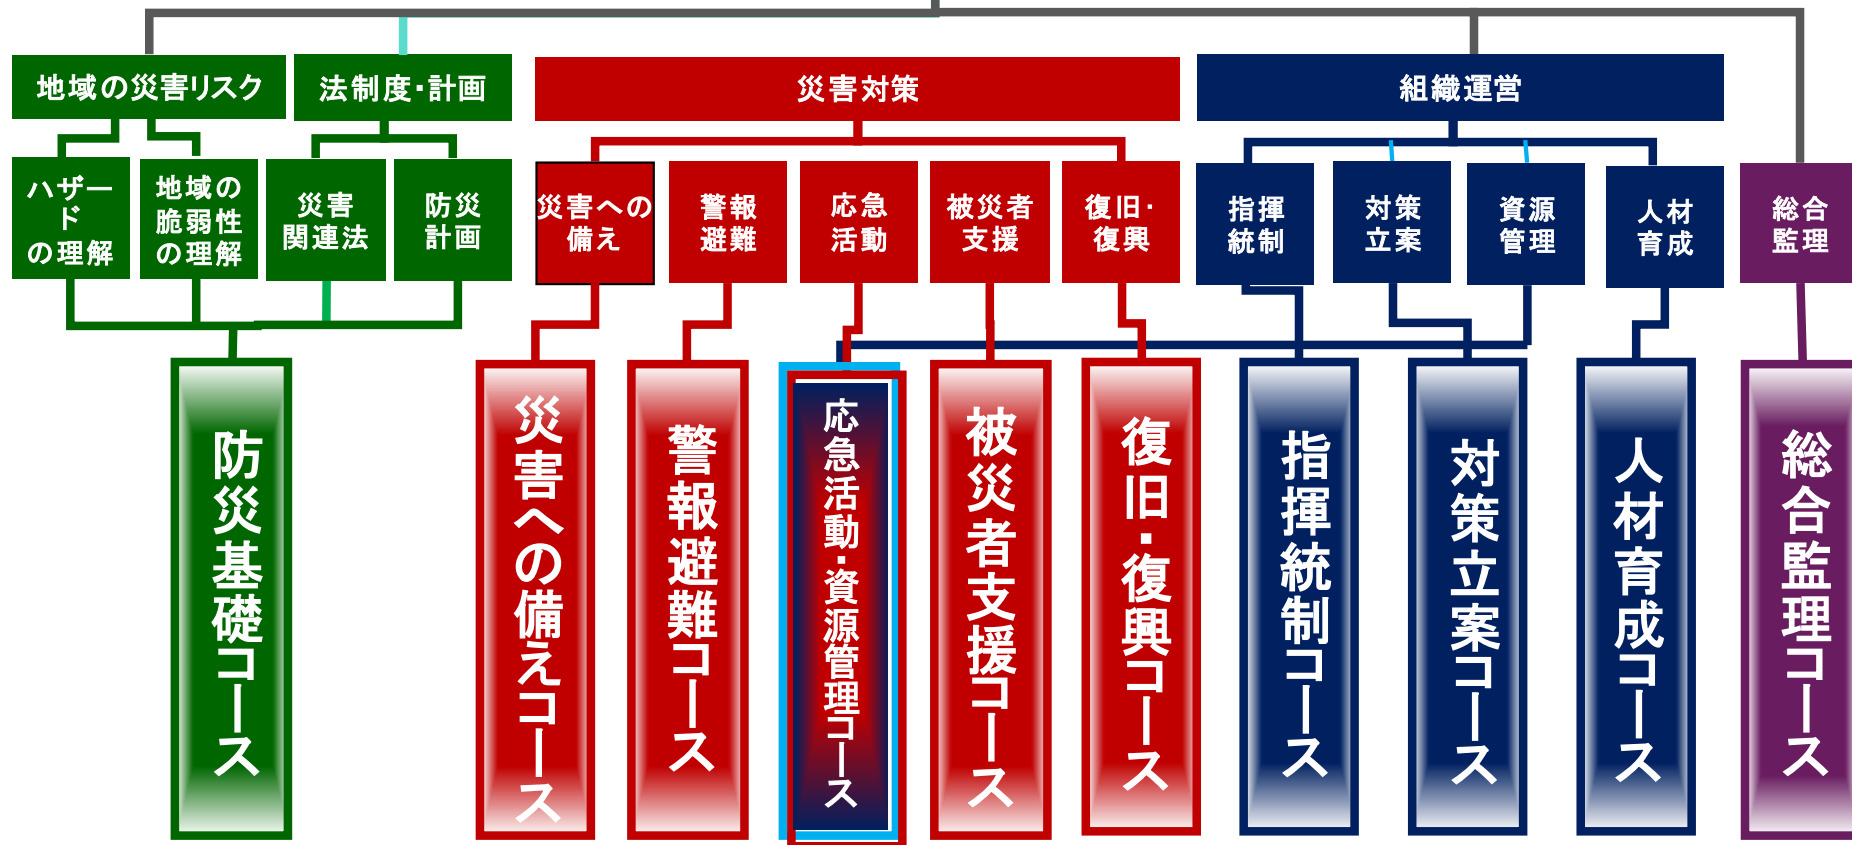 地域の災害リスク
法制度・計画
災害対策
組織運営
ハザー
ド
の理解
地域の
脆弱性
の理解
災害
関連法
防災
計画
災害への
備え
警報
避難
応急
活動
被災者
支援
復旧・
復興
指揮
統制
対策
立案
資源
管理
人材
育成
総合
監理
防災基礎コース
災害への備えコース
警報避難コース
応急活動・資源管理コース
被災者支援コース
復旧・復興コース
指揮統制コース
対策立案コース
人材育成コース
総合監理コース